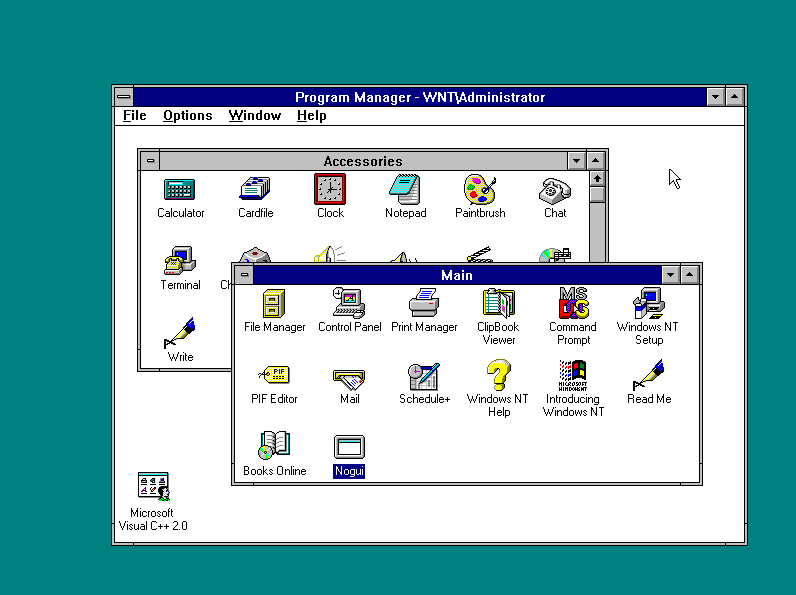 Program Manager - WNT\Administrator
File Options Window Help
Accessories
Calculator Cardfile Clock Notepad Paintbrush Chat
Terminal Ch
Write
Main
File Manager Control Panel Print Manager ClipBook Viewer Command Prompt Windows NT Setup
PIF Editor Mail Schedule+ Windows NT Help Introducing Windows NT Read Me
Books Online Nogui
Microsoft
Visual C++ 2.0